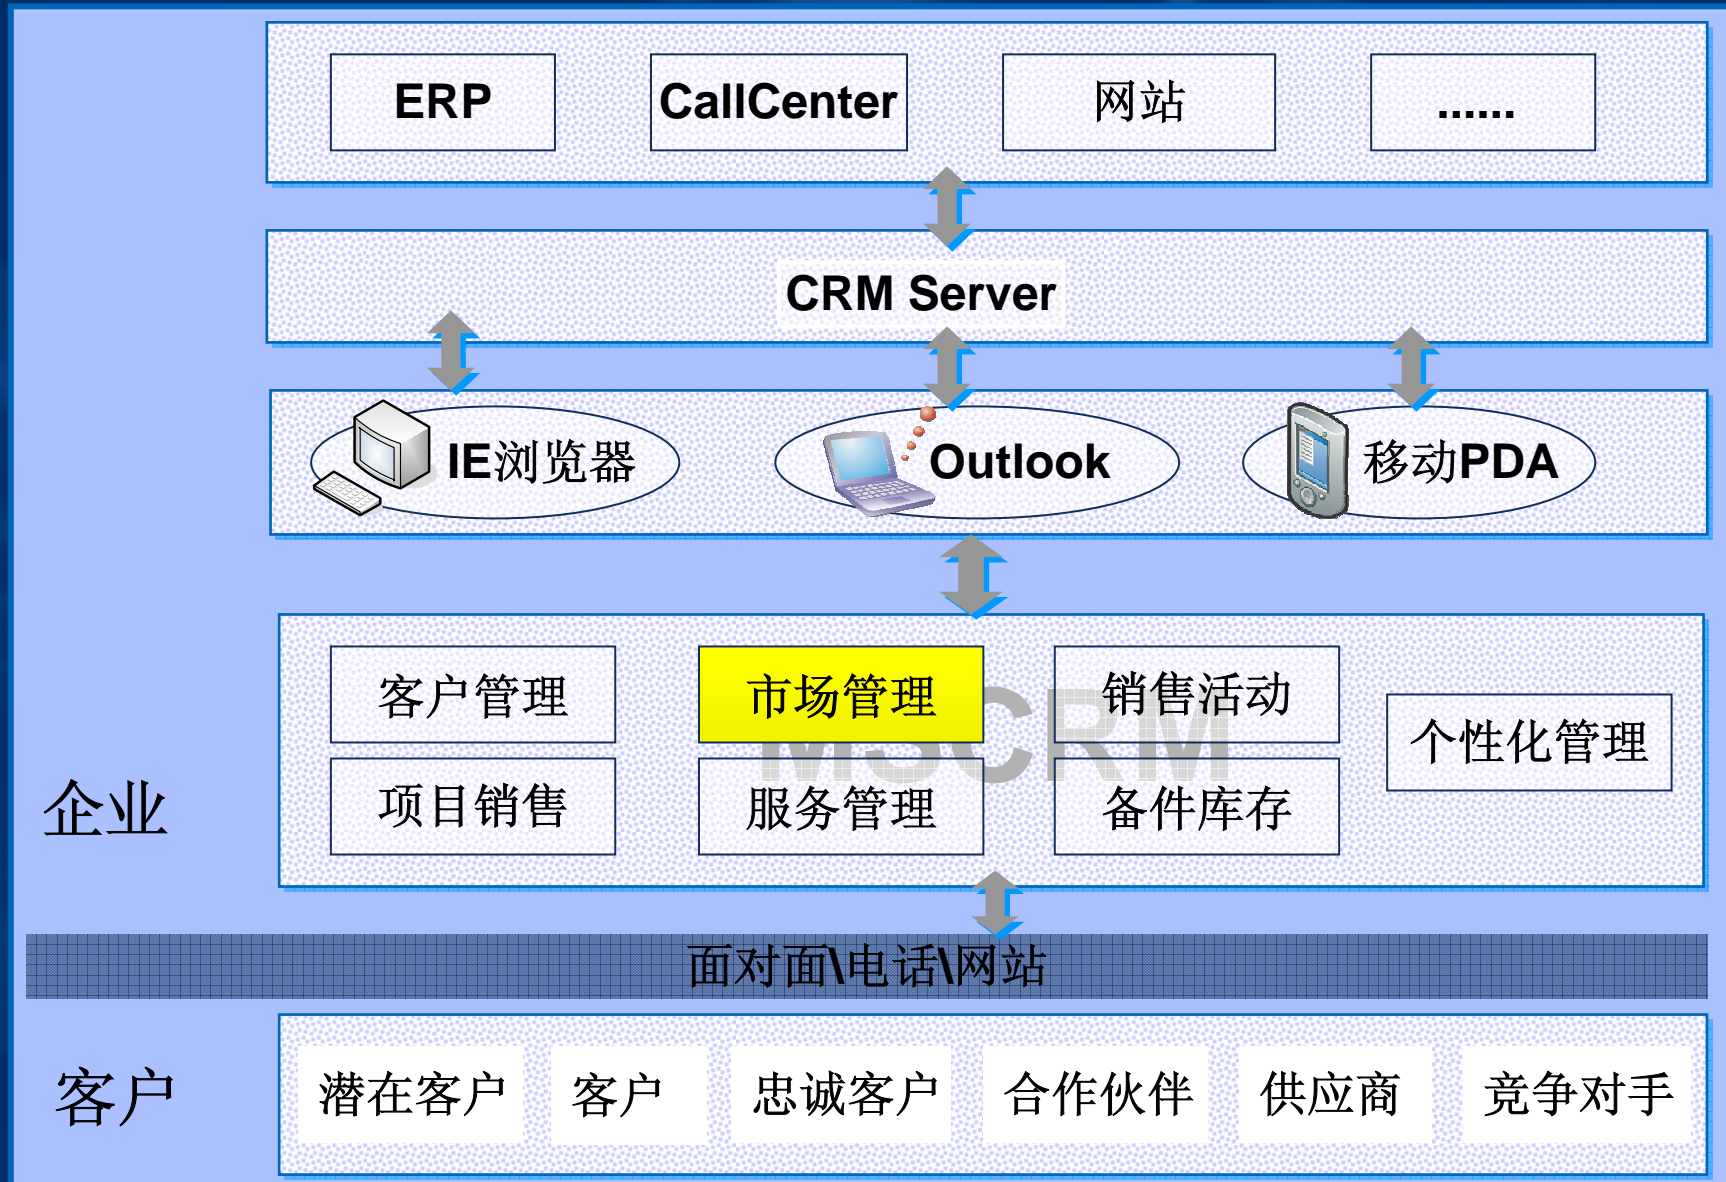 ERP
CallCenter
网站
......
CRM Server
IE浏览器
Outlook
移动PDA
客户管理
市场管理
销售活动
个性化管理
MSCRM
项目销售
服务管理
备件库存
企业
面对面\电话\网站
客户
潜在客户
客户
忠诚客户
合作伙伴
供应商
竞争对手